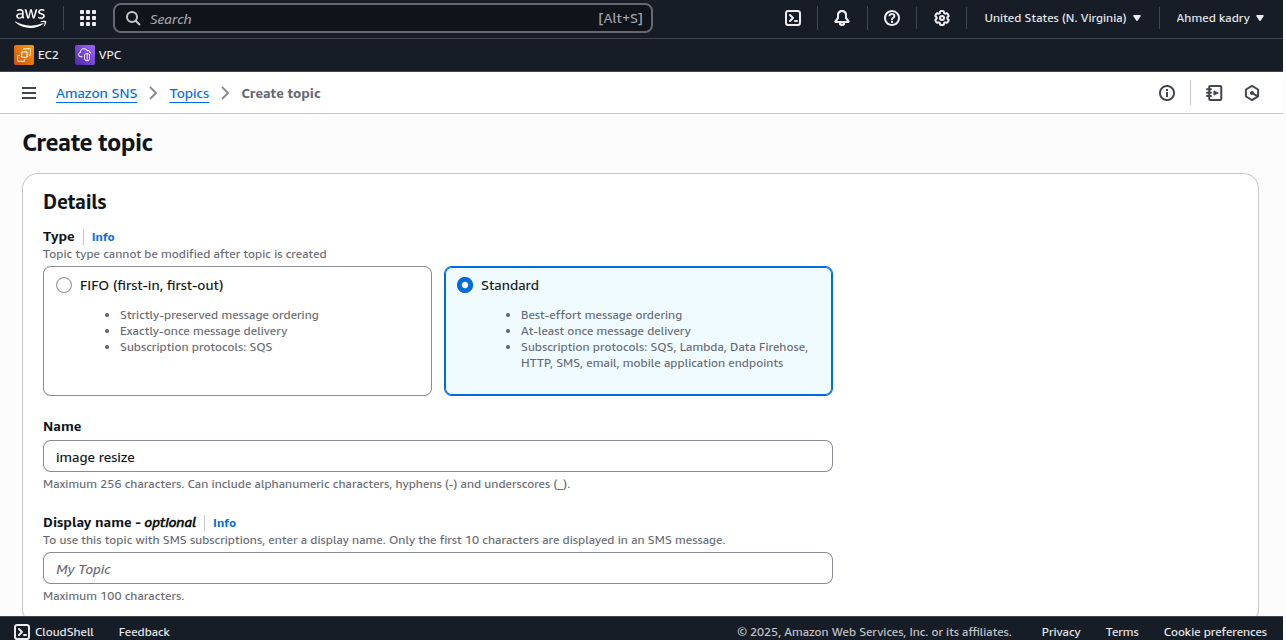 aws
Search [Alt+S]
United States (N. Virginia) Ahmed kadry
EC2 VPC
Amazon SNS > Topics > Create topic
Create topic
Details
Type Info
Topic type cannot be modified after topic is created
FIFO (first-in, first-out)
• Strictly-preserved message ordering
• Exactly-once message delivery
• Subscription protocols: SQS
Standard
• Best-effort message ordering
• At-least once message delivery
• Subscription protocols: SQS, Lambda, Data Firehose,
HTTP, SMS, email, mobile application endpoints
Name
image resize
Maximum 256 characters. Can include alphanumeric characters, hyphens (-) and underscores (_).
Display name - optional Info
To use this topic with SMS subscriptions, enter a display name. Only the first 10 characters are displayed in an SMS message.
My Topic
Maximum 100 characters.
CloudShell Feedback © 2025, Amazon Web Services, Inc. or its affiliates. Privacy Terms Cookie preferences